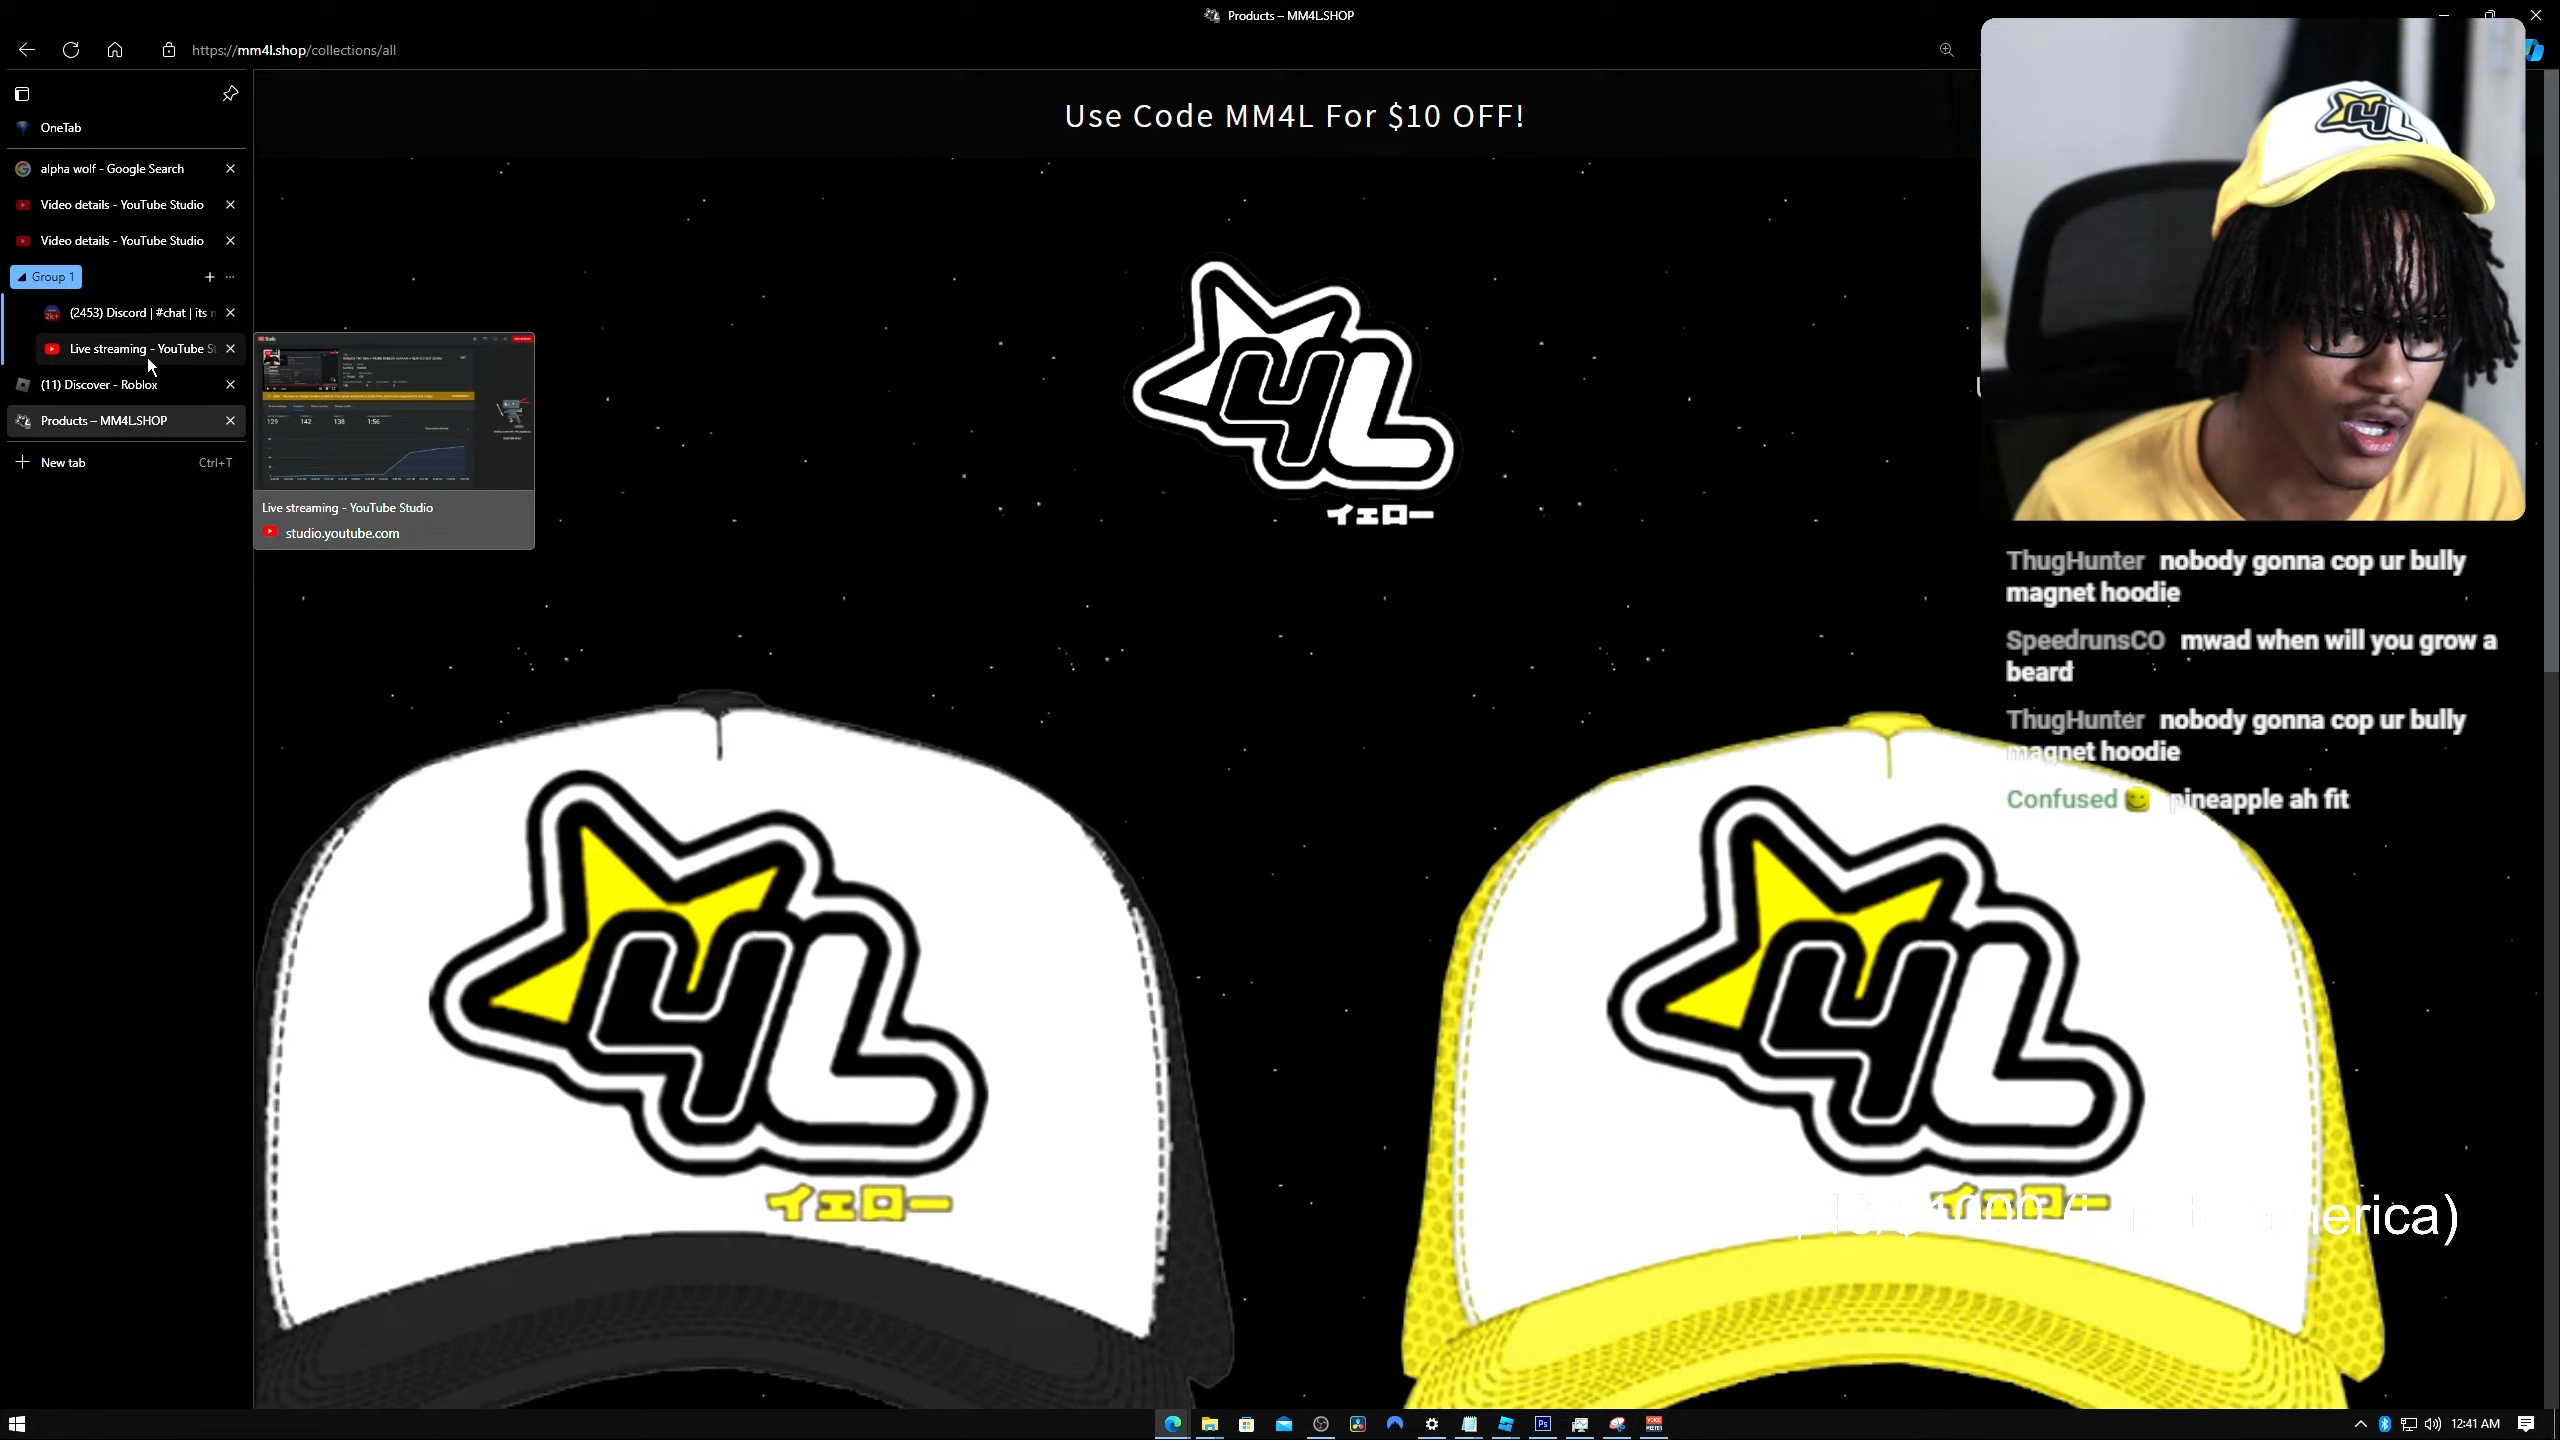 Products – MM4L.SHOP
https://mm4l.shop/collections/all
OneTab
alpha wolf - Google Search
Video details - YouTube Studio
Video details - YouTube Studio
Group 1
(2453) Discord | #chat | its
Live streaming - YouTube St
(11) Discover - Roblox
Products – MM4L.SHOP
New tab Ctrl+T
Live streaming - YouTube Studio
studio.youtube.com
Use Code MM4L For $10 OFF!
4L
イエロー
4L
ThugHunter nobody gonna cop ur bully
magnet hoodie
SpeedrunsCO mwad when will you grow a
beard
ThugHunter nobody gonna cop ur bully
magnet hoodie
Confused pineapple ah fit
4L
イエロー
4L
イエロー
Ps
12:41 AM